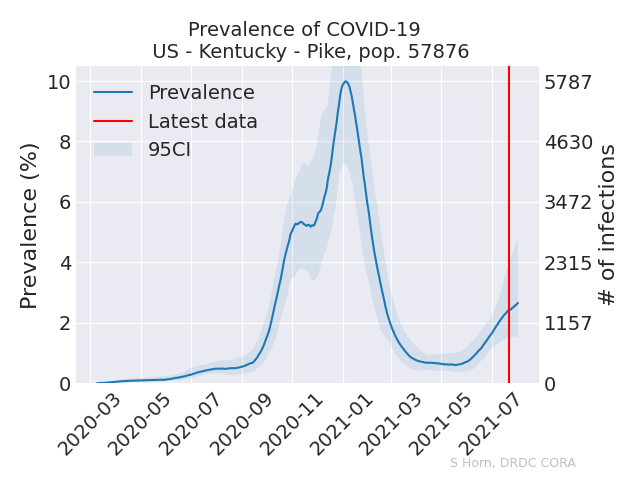 Prevalence of COVID-19
US - Kentucky - Pike, pop. 57876
Prevalence (%)
10
8
6
4
2
0
Prevalence
Latest data
95CI
5787
4630
3472
2315
1157
0
# of infections
2020-03
2020-05
2020-07
2020-09
2020-11
2021-01
2021-03
2021-05
2021-07
S Horn, DRDC CORA